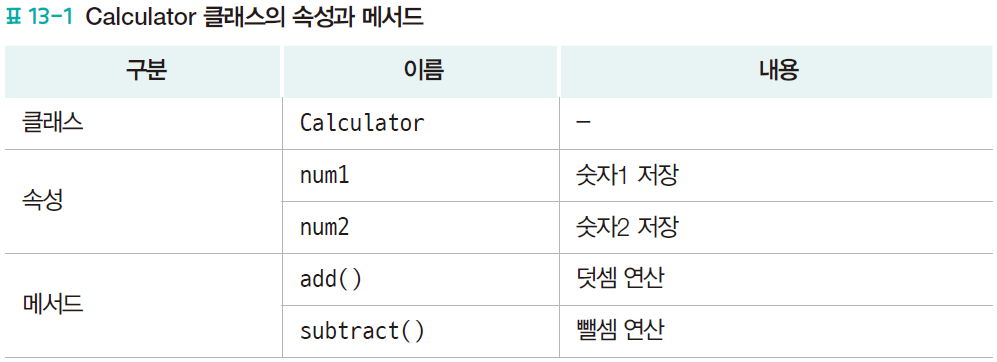 표 13-1 Calculator 클래스의 속성과 메서드
구분 이름 내용
클래스 Calculator –
속성 num1 숫자1 저장
num2 숫자2 저장
메서드 add() 덧셈 연산
subtract() 뺄셈 연산